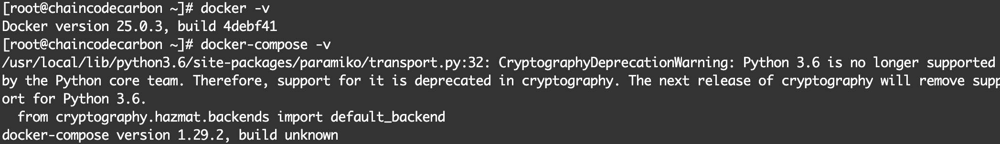 [root@chaincodecarbon ~]# docker -v
Docker version 25.0.3, build 4debf41
[root@chaincodecarbon ~]# docker-compose -v
/usr/local/lib/python3.6/site-packages/paramiko/transport.py:32: CryptographyDeprecationWarning: Python 3.6 is no longer supported
by the Python core team. Therefore, support for it is deprecated in cryptography. The next release of cryptography will remove supp
ort for Python 3.6.
  from cryptography.hazmat.backends import default_backend
docker-compose version 1.29.2, build unknown